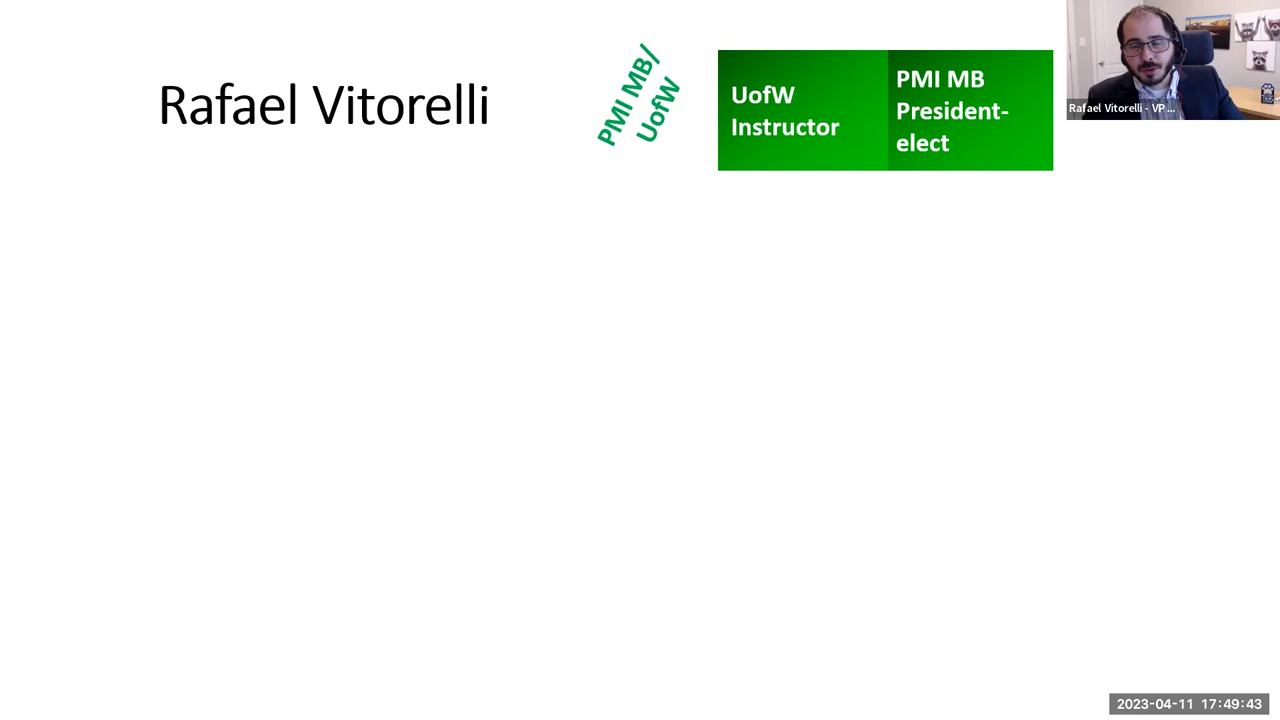 Rafael Vitorelli
PMI MB/
UofW
UofW
Instructor
PMI MB
President-
elect
Rafael Vitorelli - VP ...
2023-04-11 17:49:43